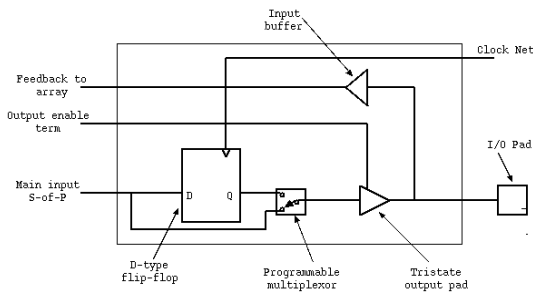 Input
buffer
Clock Net
Feedback to
array
Output enable
term
I/O Pad
Main input
S-of-P
D
Q
D-type
flip-flop
Programmable
multiplexor
Tristate
output pad